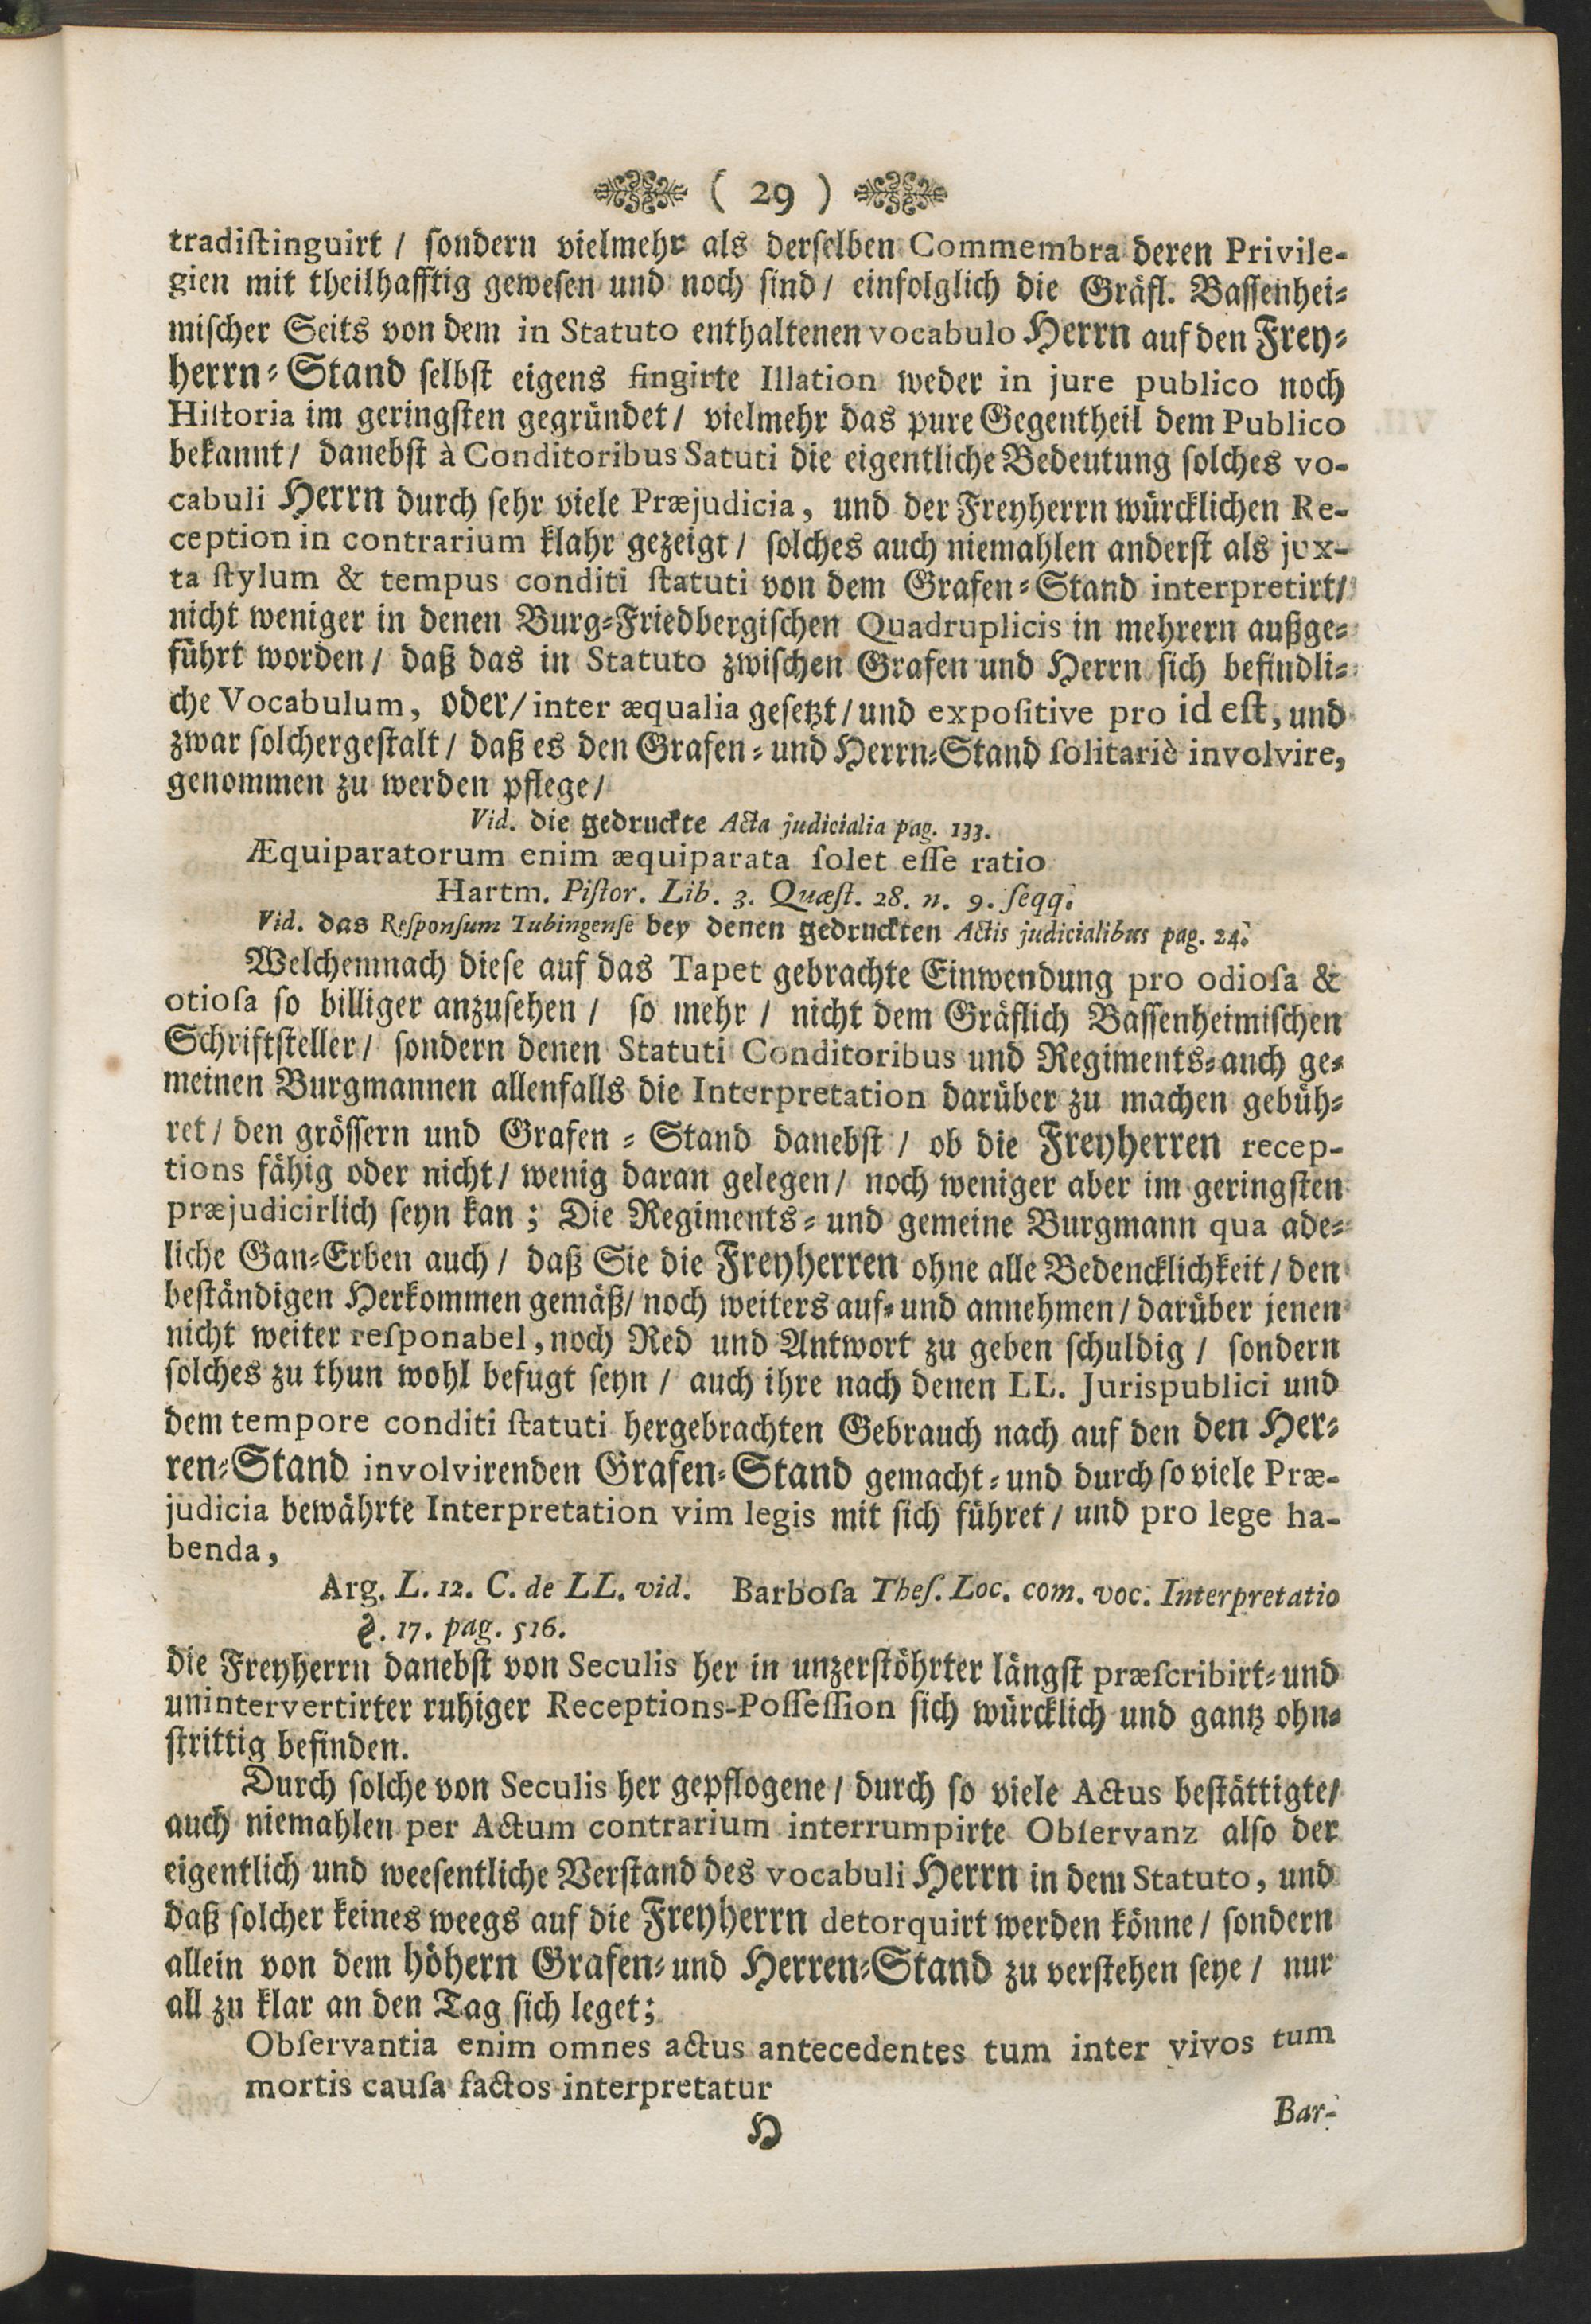 ( 29 )
tradiſtinguirt / ſondern vielmehr als derſelben Commembra deren Privile-
gien mit theilhafftig geweſen und noch ſind / einfolglich die Gräfl. Baſſenhei-
miſcher Seits von dem in Statuto enthaltenen vocabulo Herrn auf den Frey-
herrn-Stand ſelbſt eigens fingirte Illation weder in jure publico noch
Hiſtoria im geringſten gegründet / vielmehr das pure Gegentheil dem Publico
bekannt / danebſt à Conditoribus Satuti die eigentliche Bedeutung ſolches vo-
cabuli Herrn durch ſehr viele Præjudicia, und der Freyherrn würcklichen Re-
ception in contrarium klahr gezeigt / ſolches auch niemahlen anderſt als jux-
ta ſtylum & tempus conditi ſtatuti von dem Grafen-Stand interpretirt /
nicht weniger in denen Burg-Friedbergiſchen Quadruplicis in mehrern außge-
führt worden / daß das in Statuto zwiſchen Grafen und Herrn ſich befindli-
che Vocabulum, oder / inter æqualia geſetzt / und expoſitive pro id eſt, und
zwar ſolchergeſtalt / daß es den Grafen- und Herrn-Stand ſolitariè involvire,
genommen zu werden pflege /
Vid. die gedruckte Acta judicialia pag. 133.
Æquiparatorum enim æquiparata ſolet eſſe ratio
Hartm. Piſtor. Lib. 3. Quæſt. 28. n. 9. ſeqq.
Vid. das Reſponſum Tubingenſe bey denen gedruckten Actis judicialibus pag. 24.
Welchemnach dieſe auf das Tapet gebrachte Einwendung pro odioſa &
otioſa ſo billiger anzuſehen / ſo mehr / nicht dem Gräflich Baſſenheimiſchen
Schriftſteller / ſondern denen Statuti Conditoribus und Regiments- auch ge-
meinen Burgmannen allenfalls die Interpretation darüber zu machen gebüh-
ret / den gröſſern und Grafen-Stand danebſt / ob die Freyherren recep-
tions fähig oder nicht / wenig daran gelegen / noch weniger aber im geringſten
præjudicirlich ſeyn kan ; Die Regiments- und gemeine Burgmann qua ade-
liche Gan-Erben auch / daß Sie die Freyherren ohne alle Bedencklichkeit / den
beſtändigen Herkommen gemäß / noch weiters auf- und annehmen / darüber jenen
nicht weiter reſponabel, noch Red und Antwort zu geben ſchuldig / ſondern
ſolches zu thun wohl befugt ſeyn / auch ihre nach denen LL. Jurispublici und
dem tempore conditi ſtatuti hergebrachten Gebrauch nach auf den den Her-
ren-Stand involvirenden Grafen-Stand gemacht- und durch ſo viele Præ-
judicia bewährte Interpretation vim legis mit ſich führet / und pro lege ha-
benda,
Arg. L. 12. C. de LL. vid. Barboſa Theſ. Loc. com. voc. Interpretatio
§. 17. pag. 516.
die Freyherrn danebſt von Seculis her in unzerſtöhrter längſt præſcribirt- und
unintervertirter ruhiger Receptions-Poſſeſſion ſich würcklich und gantz ohn-
ſtrittig befinden.
Durch ſolche von Seculis her gepflogene / durch ſo viele Actus beſtättigte /
auch niemahlen per Actum contrarium interrumpirte Obſervanz alſo der
eigentlich und weeſentliche Verſtand des vocabuli Herrn in dem Statuto, und
daß ſolcher keines weegs auf die Freyherrn detorquirt werden könne / ſondern
allein von dem höhern Grafen- und Herren-Stand zu verſtehen ſeye / nur
all zu klar an den Tag ſich leget;
Obſervantia enim omnes actus antecedentes tum inter vivos tum
mortis cauſa factos interpretatur
H
Bar-